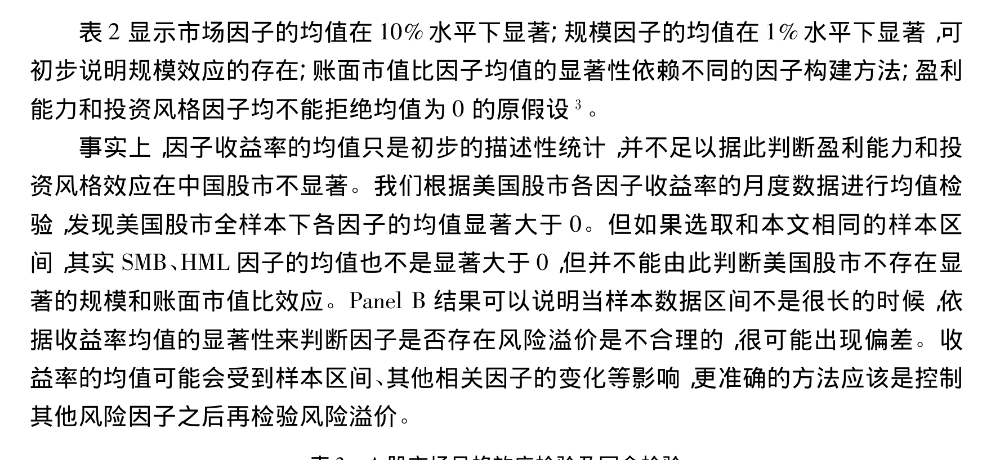 表 2 显示市场因子的均值在 10% 水平下显著; 规模因子的均值在 1% 水平下显著 ,可
初步说明规模效应的存在; 账面市值比因子均值的显著性依赖不同的因子构建方法; 盈利
能力和投资风格因子均不能拒绝均值为 0 的原假设 3 。
事实上 ,因子收益率的均值只是初步的描述性统计 ,并不足以据此判断盈利能力和投
资风格效应在中国股市不显著。我们根据美国股市各因子收益率的月度数据进行均值检
验 ,发现美国股市全样本下各因子的均值显著大于 0。但如果选取和本文相同的样本区
间 ,其实 SMB、HML 因子的均值也不是显著大于 0 ,但并不能由此判断美国股市不存在显
著的规模和账面市值比效应。Panel B 结果可以说明当样本数据区间不是很长的时候 ,依
据收益率均值的显著性来判断因子是否存在风险溢价是不合理的 ,很可能出现偏差。收
益率的均值可能会受到样本区间、其他相关因子的变化等影响 ,更准确的方法应该是控制
其他风险因子之后再检验风险溢价。